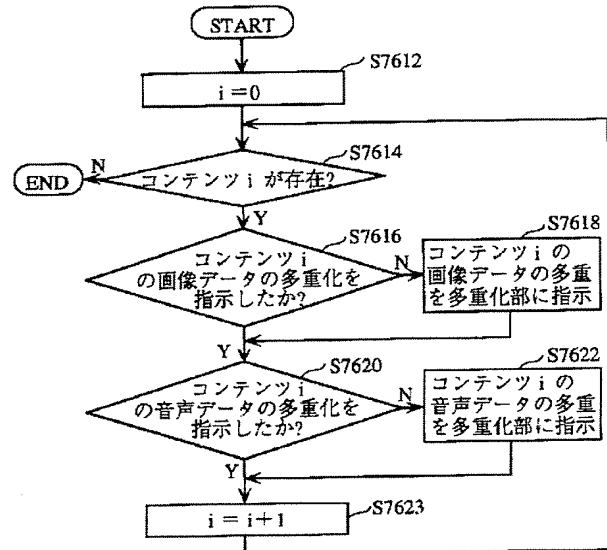 START
S7612
i=0
S7614
コンテンツiが存在?
N
END
Y
S7616
コンテンツi
の画像データの多重化を
指示したか?
N
S7618
コンテンツiの
画像データの多重
を多重化部に指示
Y
S7620
コンテンツi
の音声データの多重化を
指示したか?
N
S7622
コンテンツiの
音声データの多重
を多重化部に指示
Y
S7623
i=i+1